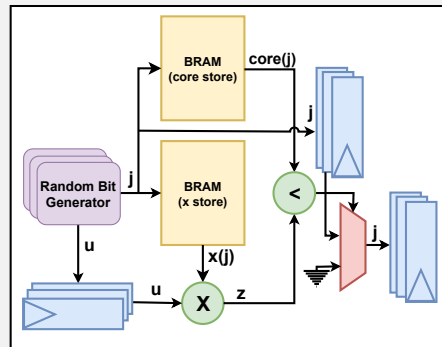 BRAM
(core store)
core(j)
j
Random Bit
Generator
j
BRAM
(x store)
<
j
u
x(j)
u
X
z